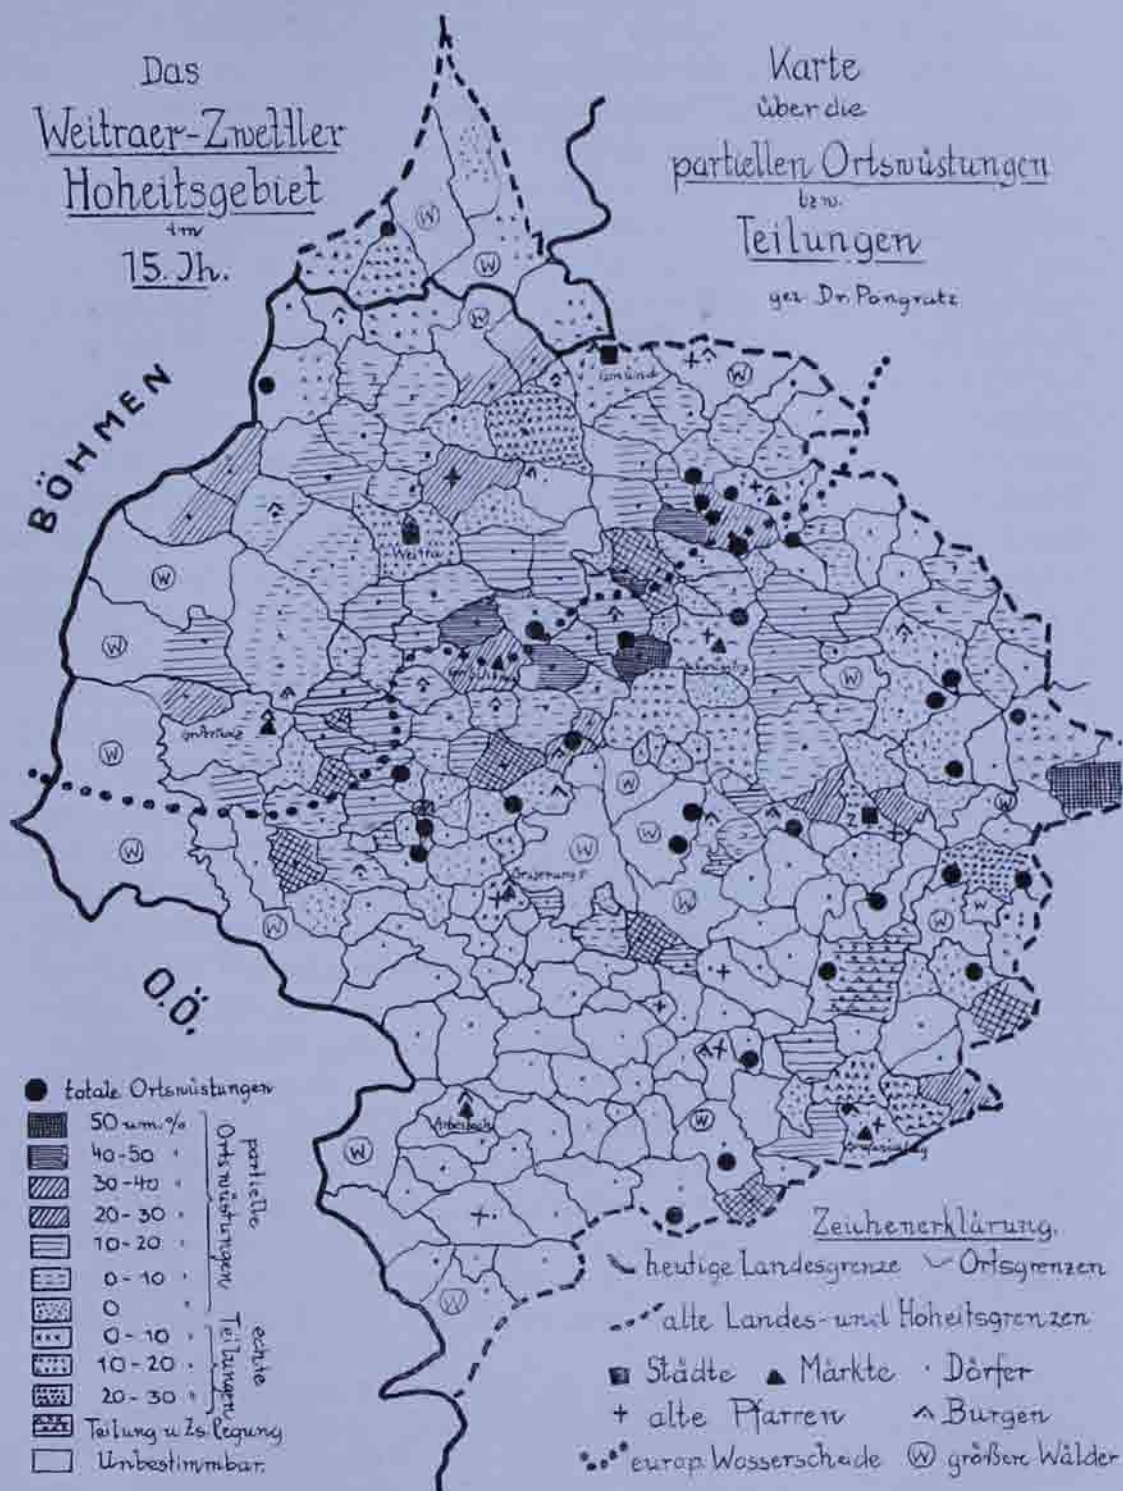 Das
Weitraer-Zwettler
Hoheitsgebiet
im
15. Jh.
Karte
über die
partiellen Ortswüstungen
bzw.
Teilungen
gez. Dr. Pongratz
BÖHMEN
O.Ö.
W
W
W
Gmünd
W
Weitra
W
W
W
W
W
W
W
W
Z
W
W
W
W
W
W
W
Arbesbach
W
W
W
totale Ortswüstungen
50 u.m. %
40-50 "
30-40 "
20-30 "
10-20 "
0-10 "
0 "
partielle
Ortswüstungen
0-10 "
10-20 "
20-30 "
echte
Teilungen
Teilung u. Zs. legung
Unbestimmbar.
Zeichenerklärung.
heutige Landesgrenze Ortsgrenzen
alte Landes- und Hoheitsgrenzen
Städte Märkte Dörfer
alte Pfarren Burgen
europ. Wasserscheide W größere Wälder